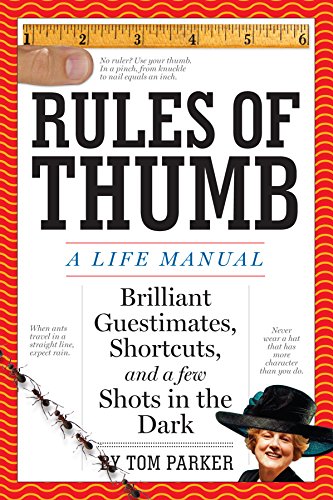 1 2 3 4 5 6
No ruler? Use your thumb.
In a pinch, from knuckle
to nail equals an inch.
RULES OF
THUMB
A LIFE MANUAL
Brilliant
Guestimates,
Shortcuts,
and a few
Shots in the
Dark
When ants
travel in a
straight line,
expect rain.
Never
wear a hat
that has
more
character
than you do.
BY TOM PARKER